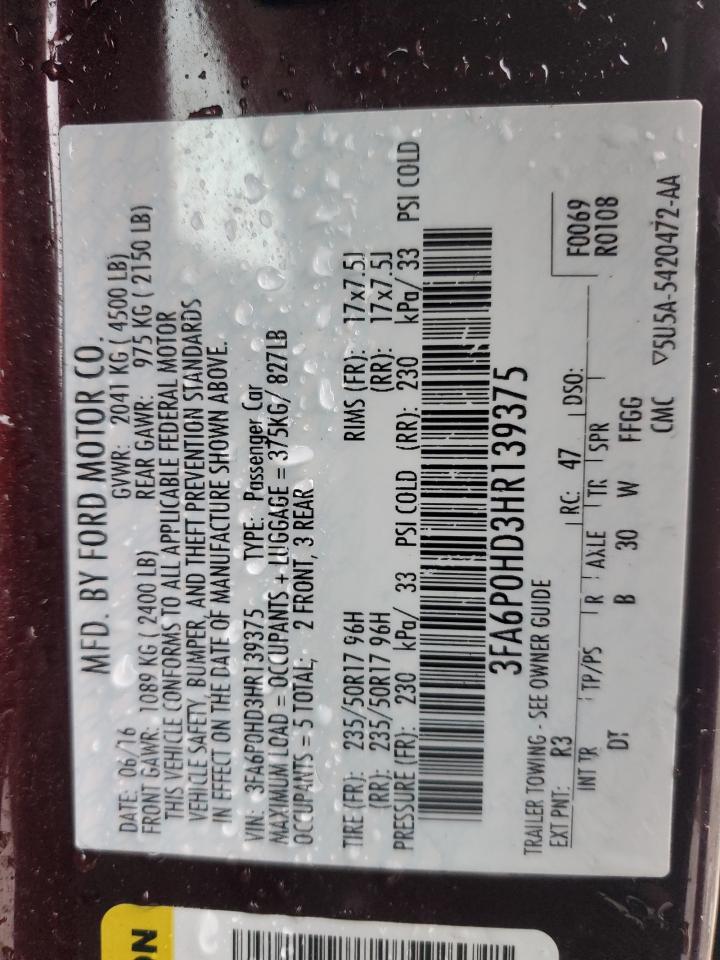 MFD. BY FORD MOTOR CO.
DATE: 06/16 GVWR: 2041 KG ( 4500 LB)
FRONT GAWR: 1089 KG ( 2400 LB) REAR GAWR: 975 KG ( 2150 LB)
THIS VEHICLE CONFORMS TO ALL APPLICABLE FEDERAL MOTOR
VEHICLE SAFETY, BUMPER, AND THEFT PREVENTION STANDARDS
IN EFFECT ON THE DATE OF MANUFACTURE SHOWN ABOVE.
VIN: 3FA6P0HD3HR139375 TYPE: Passenger Car
MAXIMUM LOAD = OCCUPANTS + LUGGAGE = 375KG/ 827LB
OCCUPANTS = 5 TOTAL, 2 FRONT, 3 REAR
TIRE (FR): 235/50R17 96H RIMS (FR): 17x7.5J
(RR): 235/50R17 96H (RR): 17x7.5J
PRESSURE (FR): 230 kPa/ 33 PSI COLD (RR): 230 kPa/ 33 PSI COLD
3FA6P0HD3HR139375
TRAILER TOWING - SEE OWNER GUIDE
F0069
R0108
EXT PNT: R3 RC: 47 DSO:
INT TR TP/PS R AXLE TR SPR
DT B 30 W FFGG
CMC ▽5U5A-5420472-AA
ON